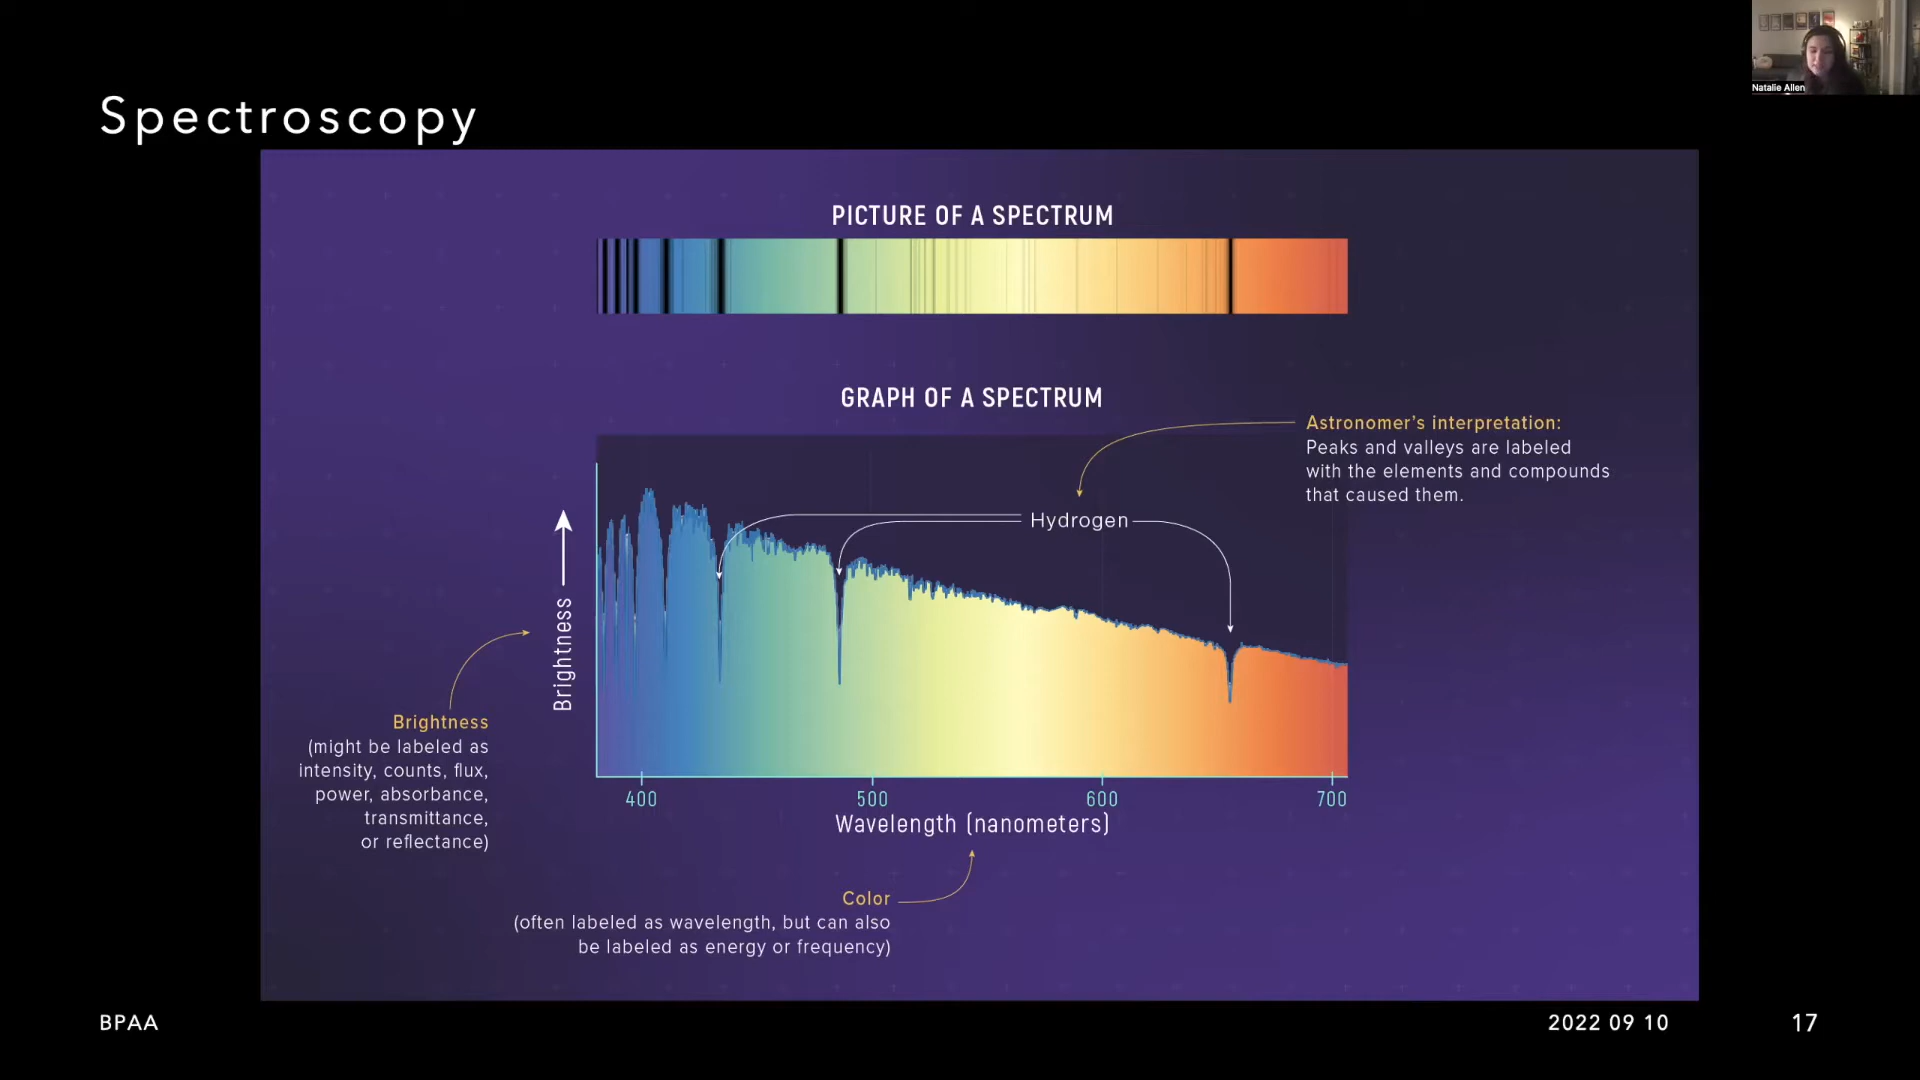 Natalie Allen
Spectroscopy
PICTURE OF A SPECTRUM
GRAPH OF A SPECTRUM
Astronomer's interpretation:
Peaks and valleys are labeled
with the elements and compounds
that caused them.
Hydrogen
Brightness
Brightness
(might be labeled as
intensity, counts, flux,
power, absorbance,
transmittance,
or reflectance)
400 500 600 700
Wavelength (nanometers)
Color
(often labeled as wavelength, but can also
be labeled as energy or frequency)
BPAA 2022 09 10 17